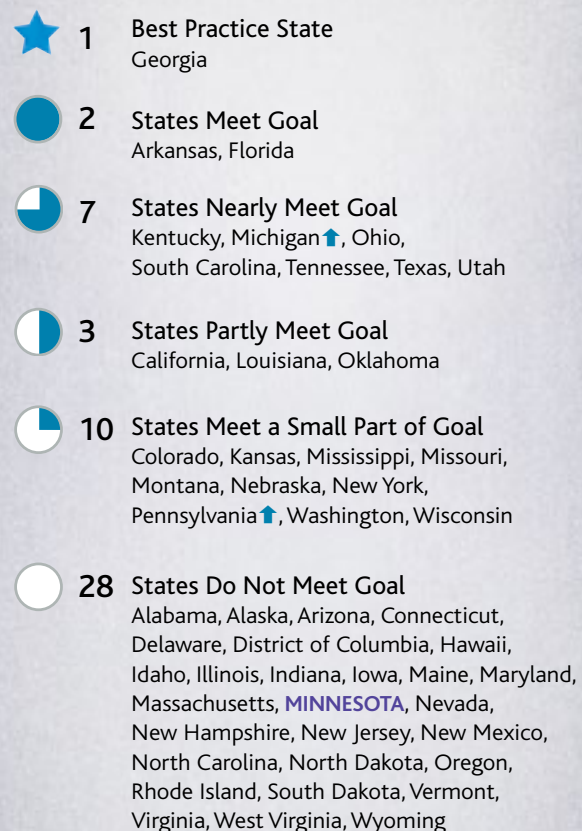 1 Best Practice State
Georgia
2 States Meet Goal
Arkansas, Florida
7 States Nearly Meet Goal
Kentucky, Michigan⬆, Ohio,
South Carolina, Tennessee, Texas, Utah
3 States Partly Meet Goal
California, Louisiana, Oklahoma
10 States Meet a Small Part of Goal
Colorado, Kansas, Mississippi, Missouri,
Montana, Nebraska, New York,
Pennsylvania⬆, Washington, Wisconsin
28 States Do Not Meet Goal
Alabama, Alaska, Arizona, Connecticut,
Delaware, District of Columbia, Hawaii,
Idaho, Illinois, Indiana, Iowa, Maine, Maryland,
Massachusetts, MINNESOTA, Nevada,
New Hampshire, New Jersey, New Mexico,
North Carolina, North Dakota, Oregon,
Rhode Island, South Dakota, Vermont,
Virginia, West Virginia, Wyoming